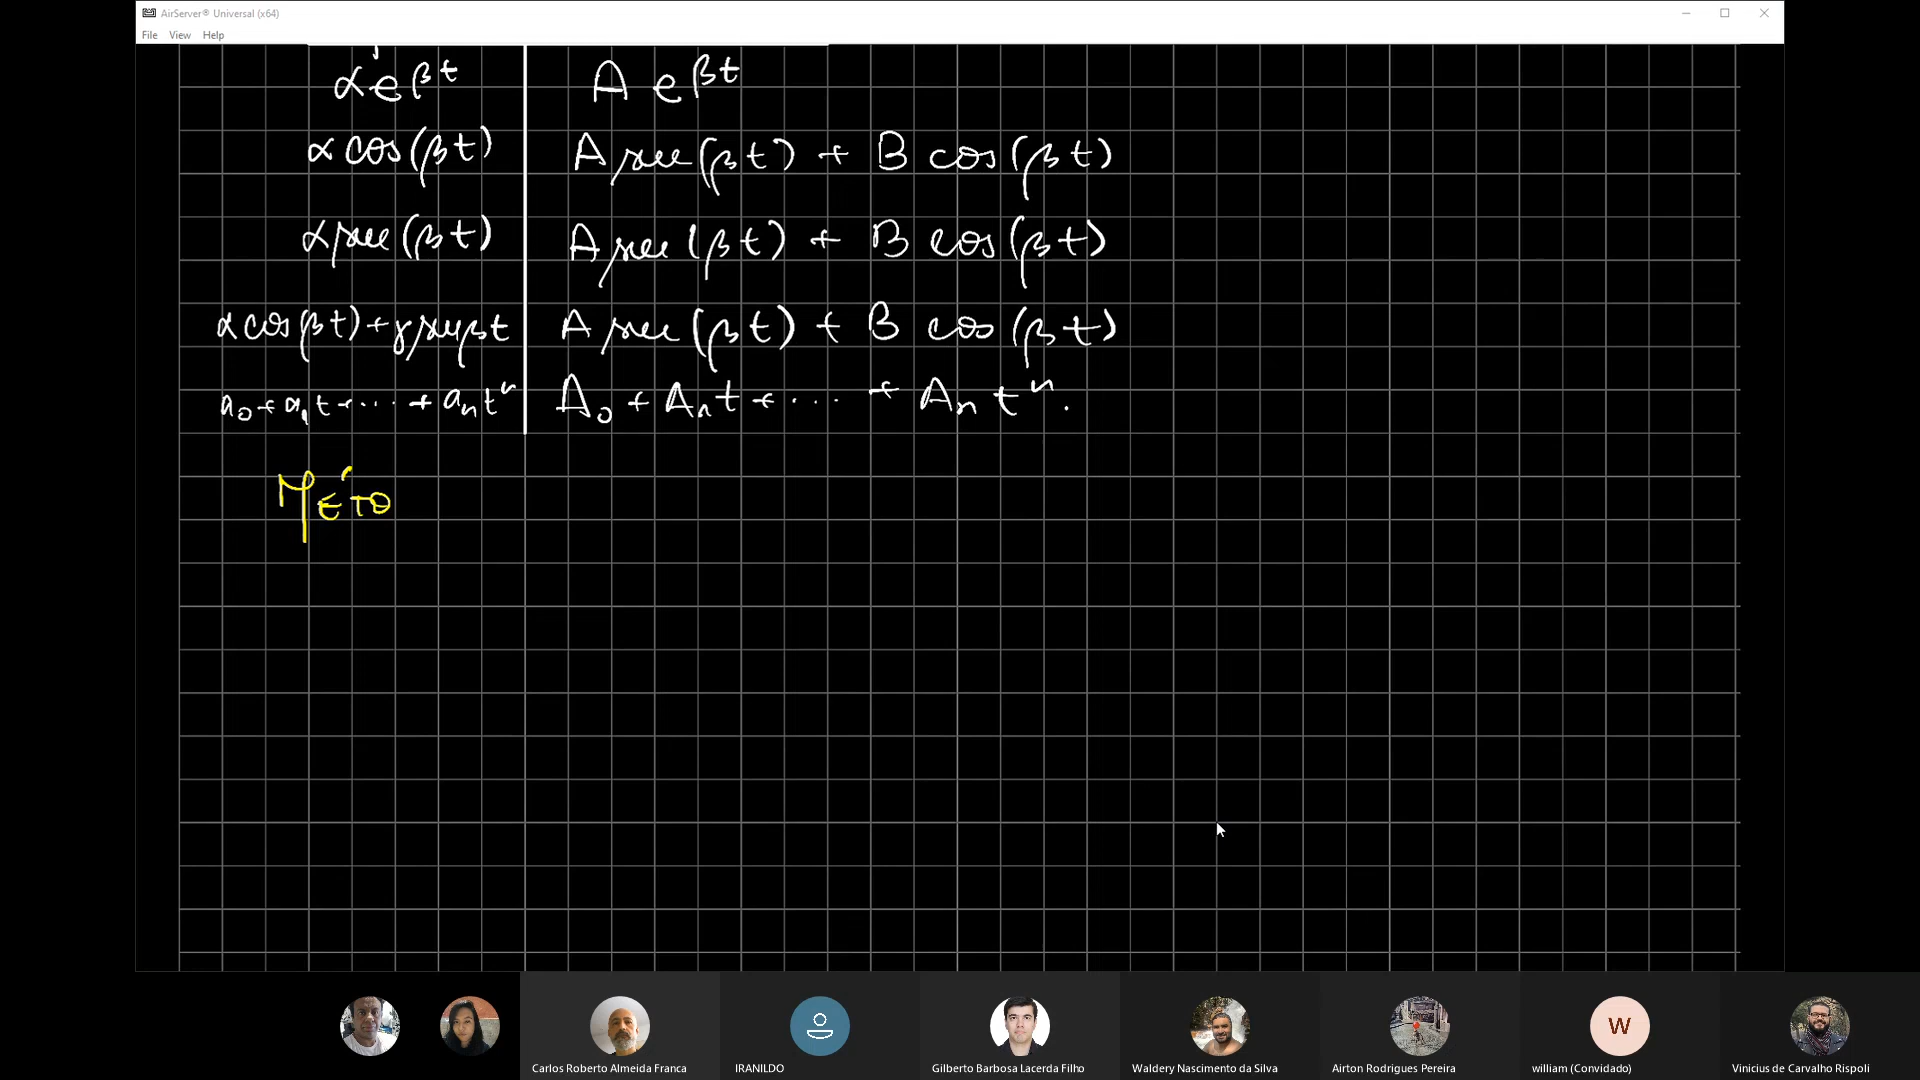 AirServer® Universal (x64)
File View Help
α e^βt | A e^βt
α cos(βt) | A sen(βt) + B cos(βt)
α sen(βt) | A sen(βt) + B cos(βt)
α cos(βt) + γ sen βt | A sen(βt) + B cos(βt)
a₀ + a₁t + ... + aₙtⁿ | A₀ + A₁t + ... + Aₙtⁿ.
MÉTO
W
Carlos Roberto Almeida Franca IRANILDO Gilberto Barbosa Lacerda Filho Waldery Nascimento da Silva Airton Rodrigues Pereira william (Convidado) Vinicius de Carvalho Rispoli